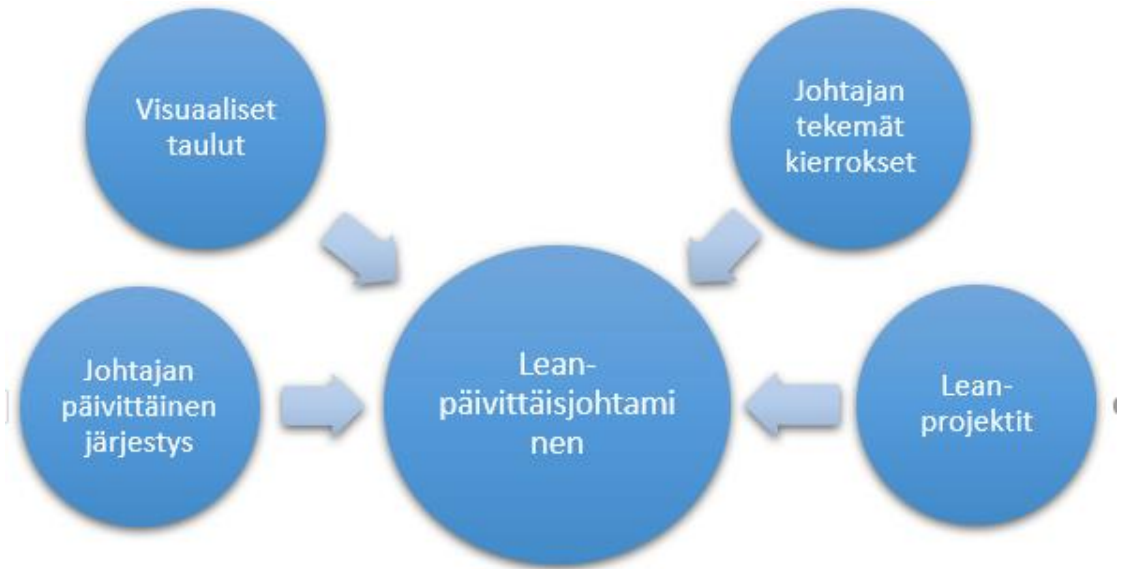 Visuaaliset
taulut
Johtajan
tekemät
kierrokset
Johtajan
päivittäinen
järjestys
Lean-
päivittäisjohtami
nen
Lean-
projektit